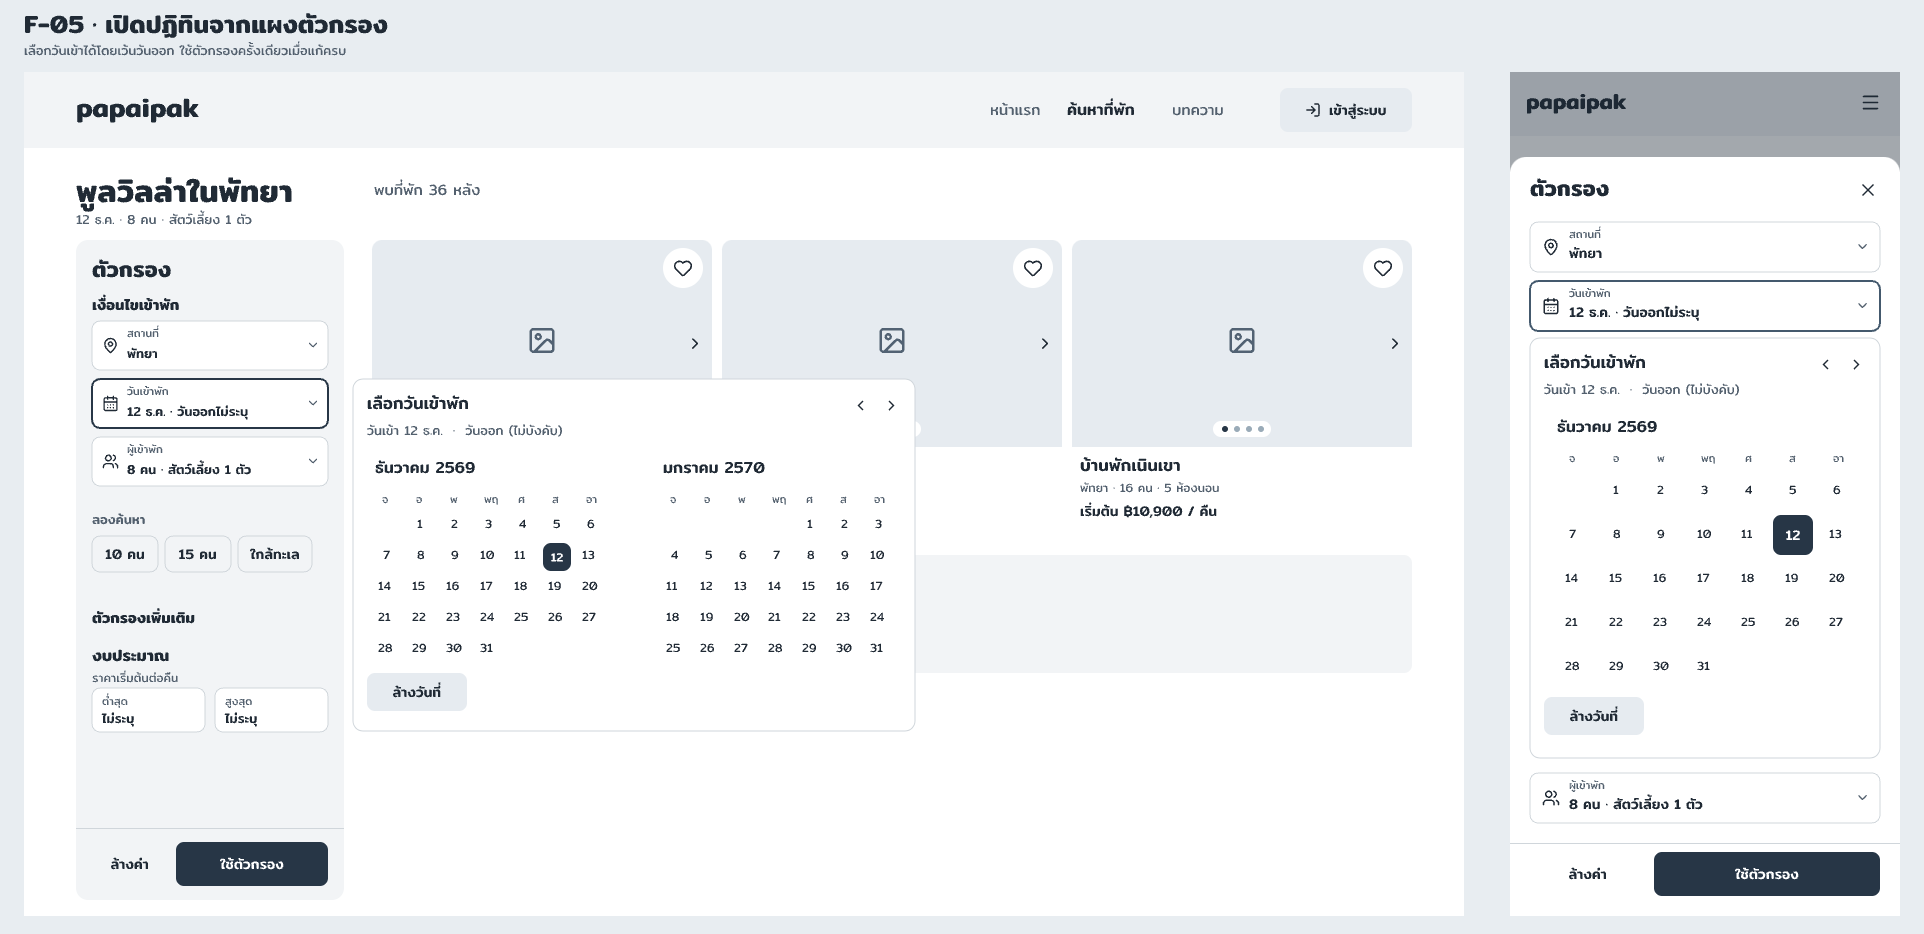 F-05 · เปิดปฏิทินจากแผงตัวกรอง
เลือกวันเข้าได้โดยเว้นวันออก ใช้ตัวกรองครั้งเดียวเมื่อแก้ครบ
papaipak
หน้าแรก ค้นหาที่พัก บทความ เข้าสู่ระบบ
พูลวิลล่าในพัทยา
12 ธ.ค. · 8 คน · สัตว์เลี้ยง 1 ตัว
พบที่พัก 36 หลัง
ตัวกรอง
เงื่อนไขเข้าพัก
สถานที่
พัทยา
วันเข้าพัก
12 ธ.ค. · วันออกไม่ระบุ
ผู้เข้าพัก
8 คน · สัตว์เลี้ยง 1 ตัว
ลองค้นหา
10 คน 15 คน ใกล้ทะเล
ตัวกรองเพิ่มเติม
งบประมาณ
ราคาเริ่มต้นต่อคืน
ต่ำสุด สูงสุด
ไม่ระบุ ไม่ระบุ
ล้างค่า ใช้ตัวกรอง
เลือกวันเข้าพัก
วันเข้า 12 ธ.ค. · วันออก (ไม่บังคับ)
ธันวาคม 2569
จ อ พ พฤ ศ ส อา
1 2 3 4 5 6
7 8 9 10 11 12 13
14 15 16 17 18 19 20
21 22 23 24 25 26 27
28 29 30 31
มกราคม 2570
จ อ พ พฤ ศ ส อา
1 2 3
4 5 6 7 8 9 10
11 12 13 14 15 16 17
18 19 20 21 22 23 24
25 26 27 28 29 30 31
ล้างวันที่
บ้านพักเนินเขา
พัทยา · 16 คน · 5 ห้องนอน
เริ่มต้น ฿10,900 / คืน
papaipak
ตัวกรอง
สถานที่
พัทยา
วันเข้าพัก
12 ธ.ค. · วันออกไม่ระบุ
เลือกวันเข้าพัก
วันเข้า 12 ธ.ค. · วันออก (ไม่บังคับ)
ธันวาคม 2569
จ อ พ พฤ ศ ส อา
1 2 3 4 5 6
7 8 9 10 11 12 13
14 15 16 17 18 19 20
21 22 23 24 25 26 27
28 29 30 31
ล้างวันที่
ผู้เข้าพัก
8 คน · สัตว์เลี้ยง 1 ตัว
ล้างค่า ใช้ตัวกรอง